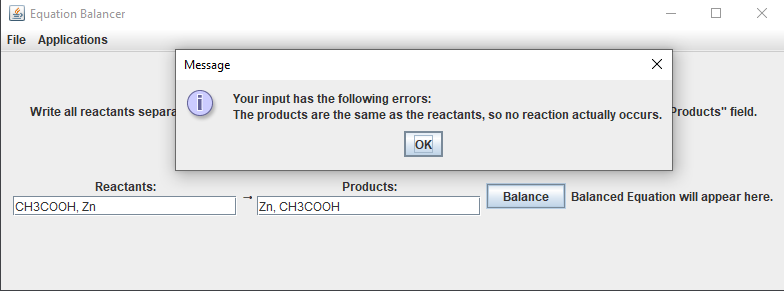 Equation Balancer
File Applications
Message
Your input has the following errors:
The products are the same as the reactants, so no reaction actually occurs.
OK
Write all reactants Products" field.
Reactants: Products:
CH3COOH, Zn → Zn, CH3COOH Balance Balanced Equation will appear here.